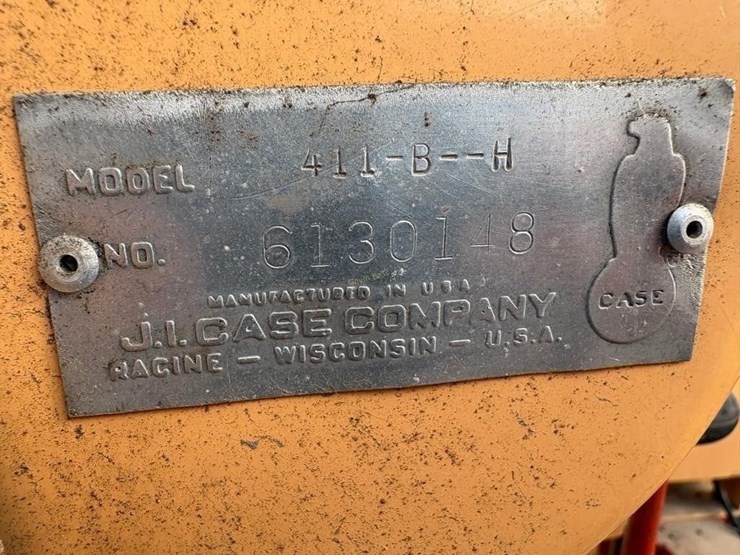 MODEL 411-B--H
NO. 6130148
MANUFACTURED IN U S A
J.I. CASE COMPANY
RACINE - WISCONSIN - U.S.A.
CASE